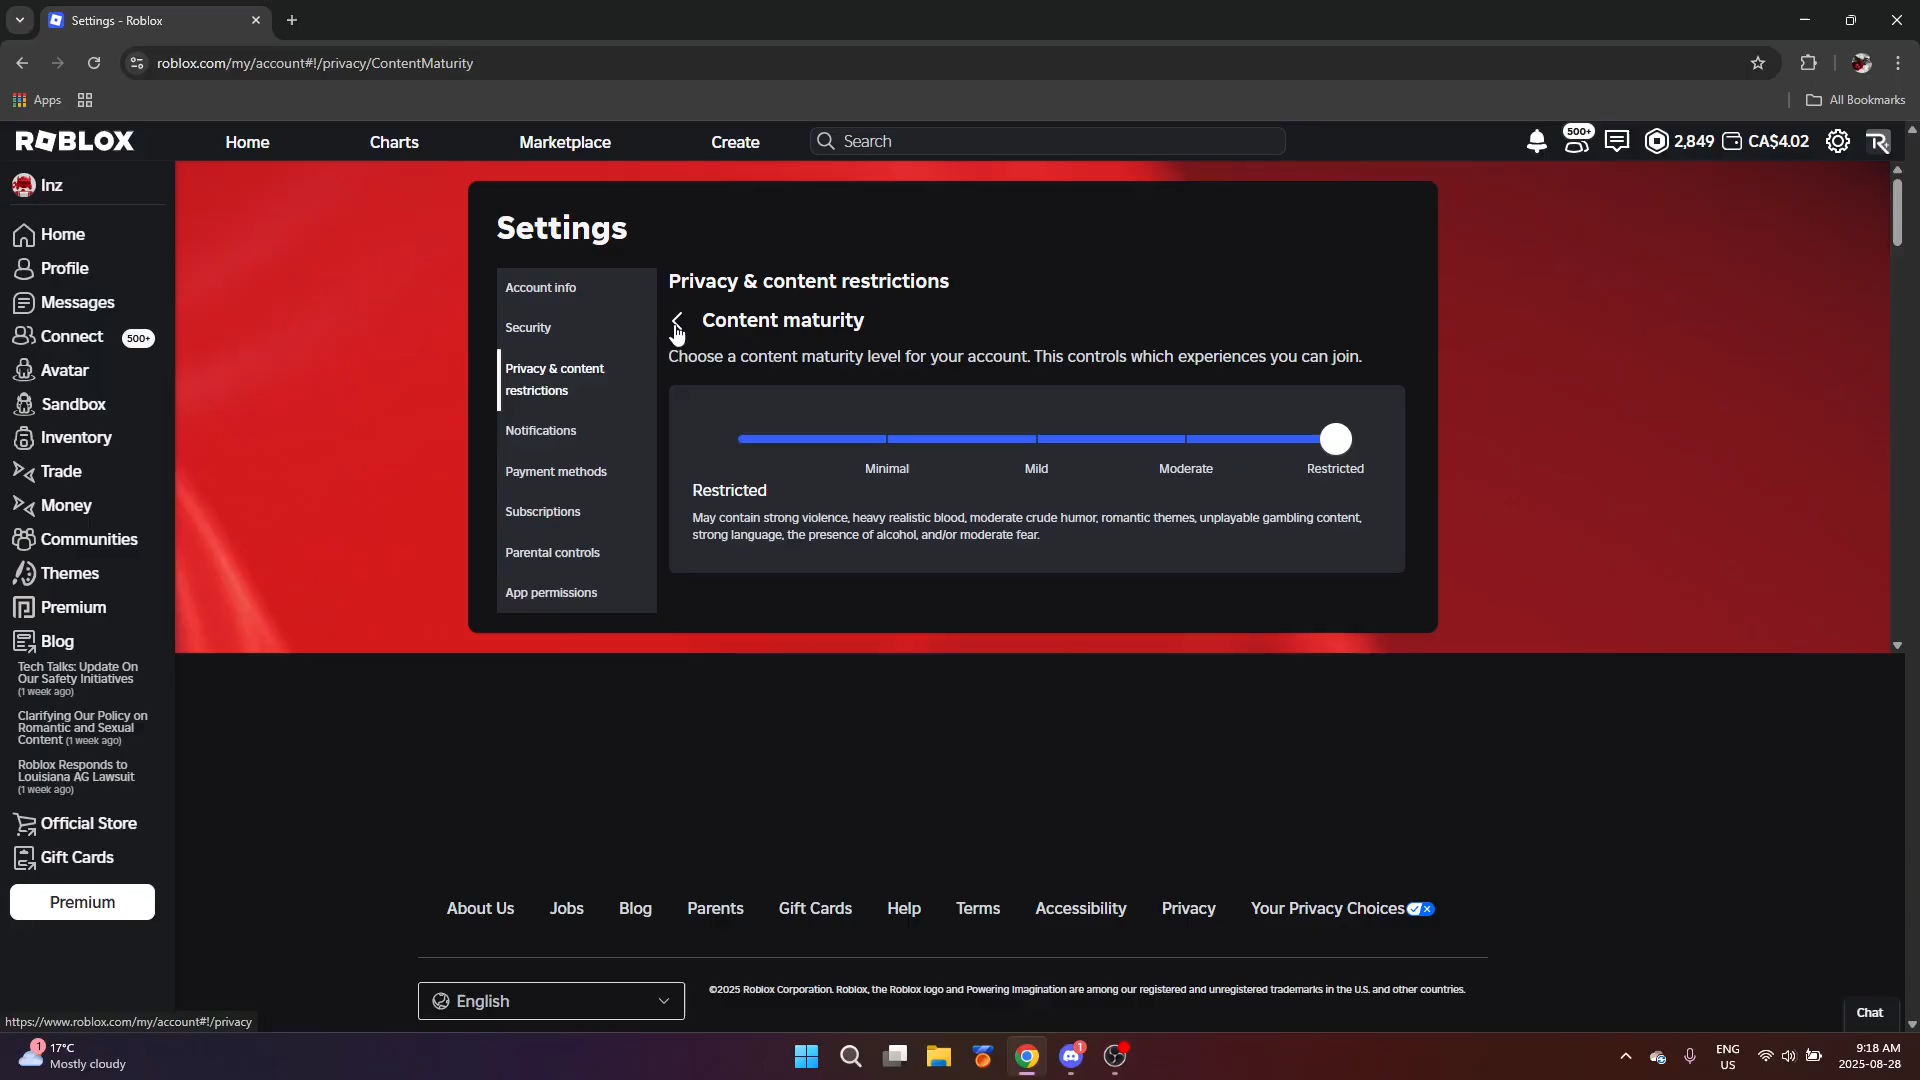 Settings - Roblox
roblox.com/my/account#!/privacy/ContentMaturity
Apps
All Bookmarks
ROBLOX
Home
Charts
Marketplace
Create
Search
500+
2,849
CA$4.02
Inz
Home
Profile
Messages
Connect
500+
Avatar
Sandbox
Inventory
Trade
Money
Communities
Themes
Premium
Blog
Tech Talks: Update On
Our Safety Initiatives
(1 week ago)
Clarifying Our Policy on
Romantic and Sexual
Content (1 week ago)
Roblox Responds to
Louisiana AG Lawsuit
(1 week ago)
Official Store
Gift Cards
Premium
Settings
Account info
Security
Privacy & content
restrictions
Notifications
Payment methods
Subscriptions
Parental controls
App permissions
Privacy & content restrictions
Content maturity
Choose a content maturity level for your account. This controls which experiences you can join.
Minimal
Mild
Moderate
Restricted
Restricted
May contain strong violence, heavy realistic blood, moderate crude humor, romantic themes, unplayable gambling content,
strong language, the presence of alcohol, and/or moderate fear.
About Us
Jobs
Blog
Parents
Gift Cards
Help
Terms
Accessibility
Privacy
Your Privacy Choices
English
©2025 Roblox Corporation. Roblox, the Roblox logo and Powering Imagination are among our registered and unregistered trademarks in the U.S. and other countries.
Chat
https://www.roblox.com/my/account#!/privacy
1
17°C
Mostly cloudy
1
ENG
US
9:18 AM
2025-08-28